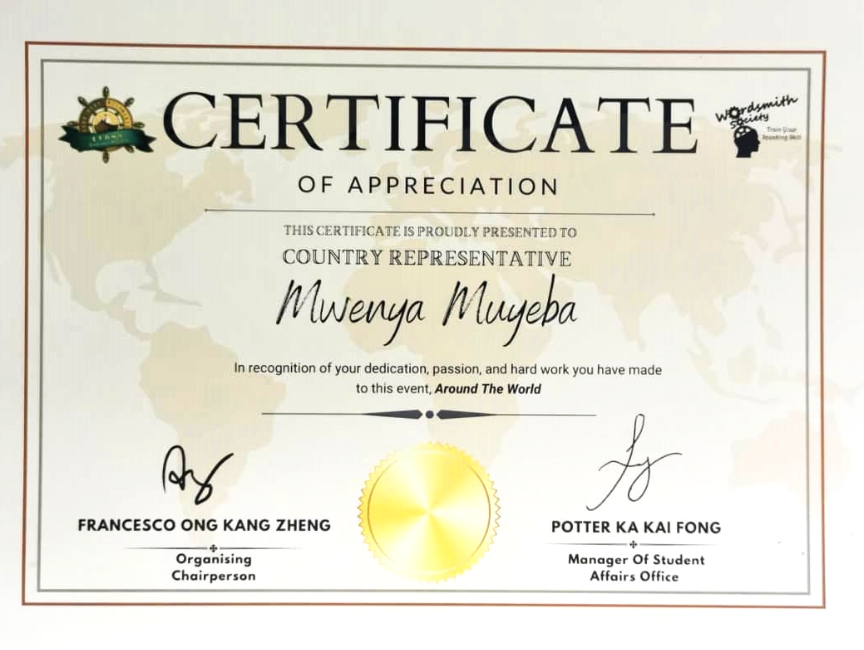 CERTIFICATE
Wordsmith
Society
Train Your
Speaking Skill
OF APPRECIATION
THIS CERTIFICATE IS PROUDLY PRESENTED TO
COUNTRY REPRESENTATIVE
Mwenya Muyeba
In recognition of your dedication, passion, and hard work you have made
to this event, Around The World
FRANCESCO ONG KANG ZHENG
Organising
Chairperson
POTTER KA KAI FONG
Manager Of Student
Affairs Office